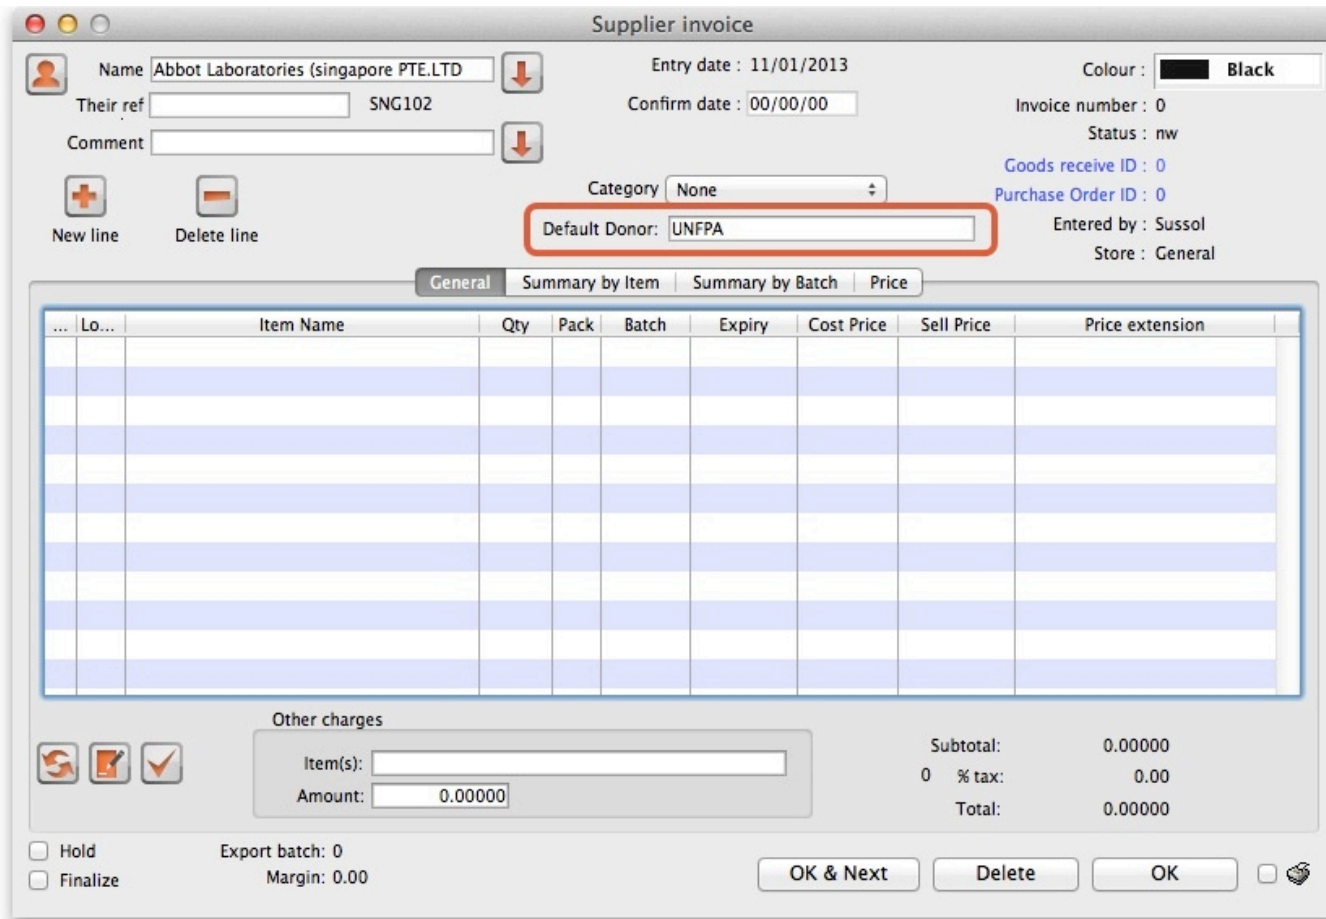 Supplier invoice
Name Abbot Laboratories (singapore PTE.LTD
Entry date : 11/01/2013
Colour : Black
Their ref SNG102
Confirm date : 00/00/00
Invoice number : 0
Comment
Status : nw
Goods receive ID : 0
Category None
Purchase Order ID : 0
New line Delete line
Default Donor: UNFPA
Entered by : Sussol
Store : General
General Summary by Item Summary by Batch Price
... Lo... Item Name Qty Pack Batch Expiry Cost Price Sell Price Price extension
Other charges
Item(s):
Amount: 0.00000
Subtotal: 0.00000
0 % tax: 0.00
Total: 0.00000
Hold Export batch: 0
Finalize Margin: 0.00
OK & Next Delete OK